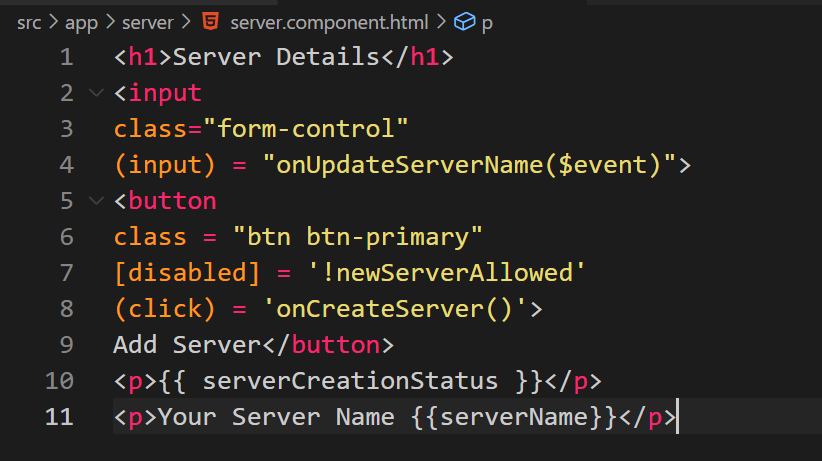 src > app > server > server.component.html > p
1 <h1>Server Details</h1>
2 <input
3 class="form-control"
4 (input) = "onUpdateServerName($event)">
5 <button
6 class = "btn btn-primary"
7 [disabled] = '!newServerAllowed'
8 (click) = 'onCreateServer()'>
9 Add Server</button>
10 <p>{{ serverCreationStatus }}</p>
11 <p>Your Server Name {{serverName}}</p>